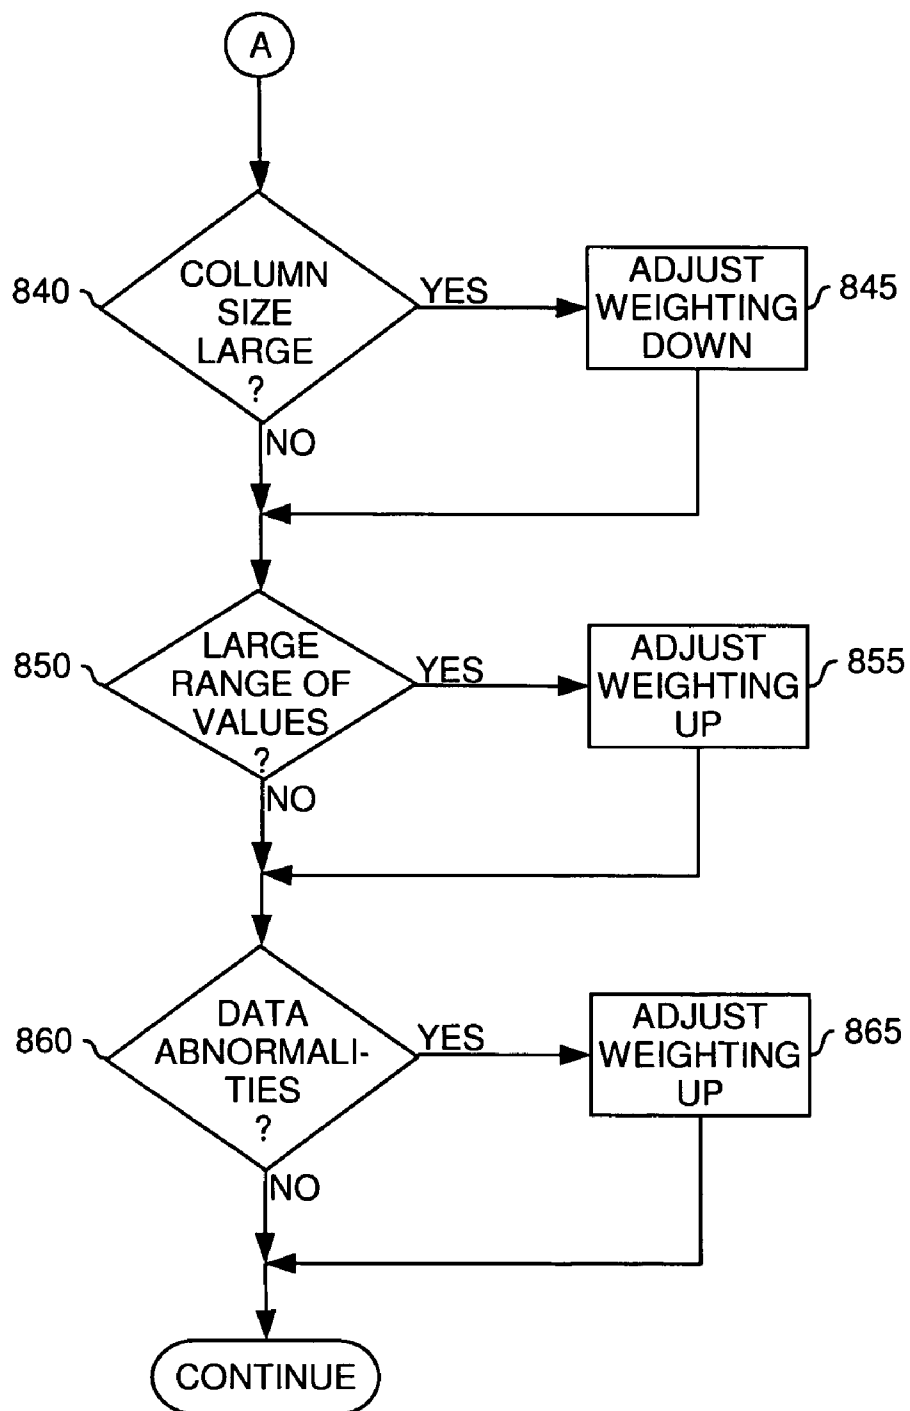 A
840
COLUMN
SIZE
LARGE
?
YES
NO
ADJUST
WEIGHTING
DOWN
845
850
LARGE
RANGE OF
VALUES
?
YES
NO
ADJUST
WEIGHTING
UP
855
860
DATA
ABNORMALI-
TIES
?
YES
NO
ADJUST
WEIGHTING
UP
865
CONTINUE